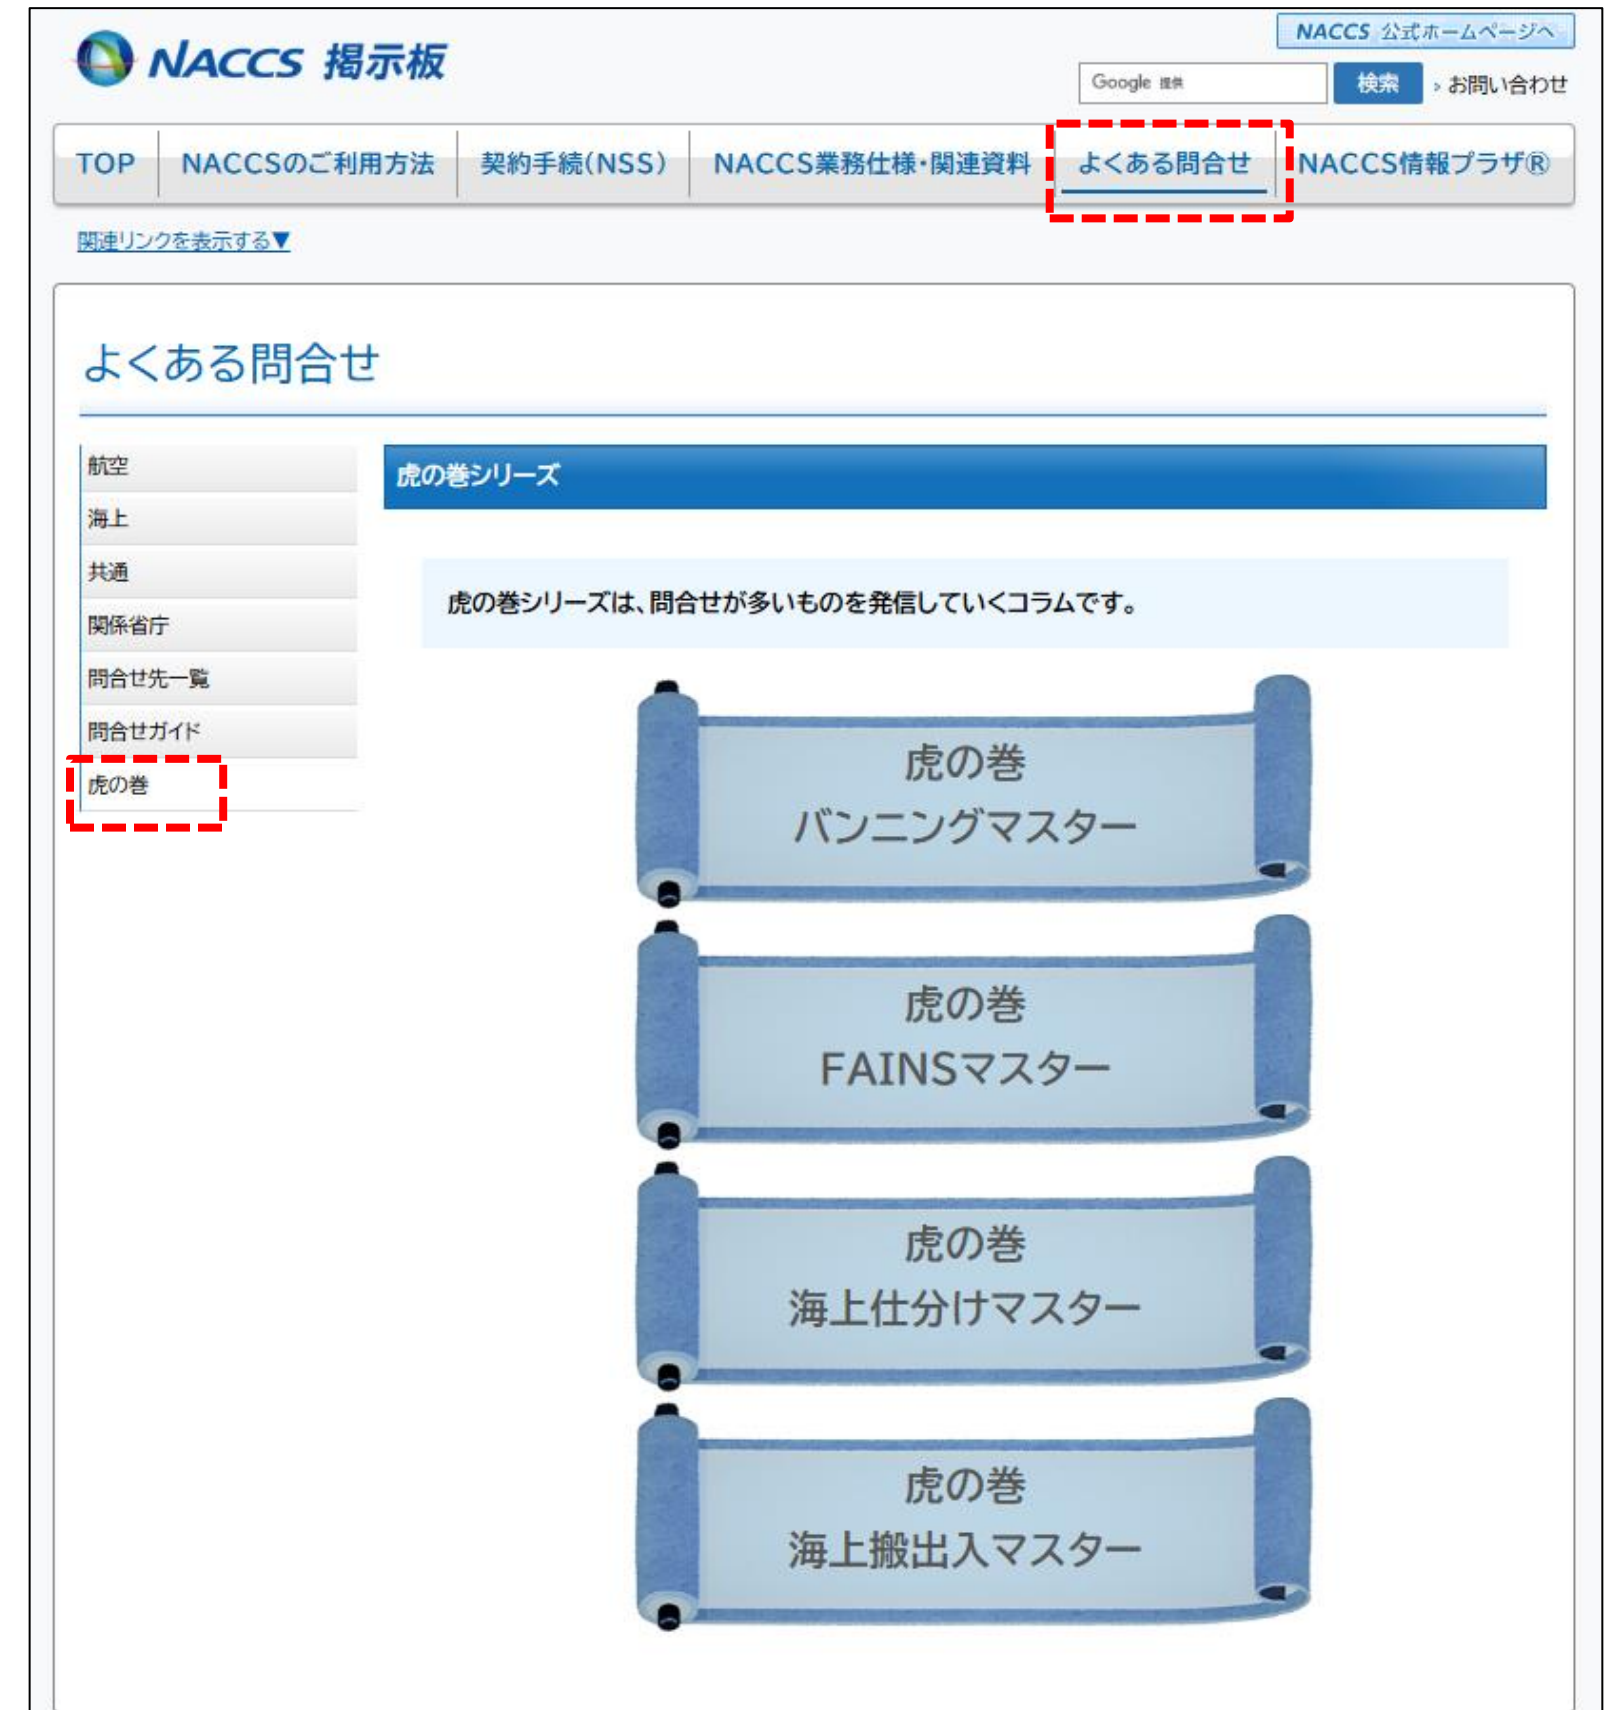 NACCS 掲示板
NACCS 公式ホームページへ
Google 提供
検索
お問い合わせ
TOP
NACCSのご利用方法
契約手続(NSS)
NACCS業務仕様・関連資料
よくある問合せ
NACCS情報プラザ®
関連リンクを表示する▼
よくある問合せ
航空
海上
共通
関係省庁
問合せ先一覧
問合せガイド
虎の巻
虎の巻シリーズ
虎の巻シリーズは、問合せが多いものを発信していくコラムです。
虎の巻
バンニングマスター
虎の巻
FAINSマスター
虎の巻
海上仕分けマスター
虎の巻
海上搬出入マスター